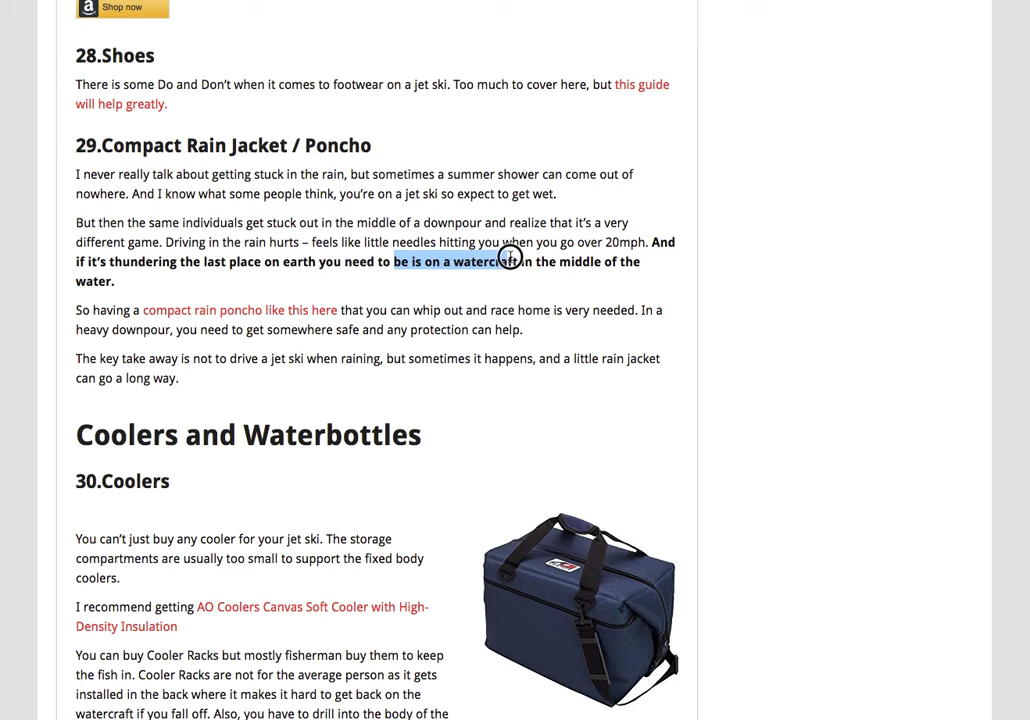 Shop now
28.Shoes
There is some Do and Don't when it comes to footwear on a jet ski. Too much to cover here, but this guide
will help greatly.
29.Compact Rain Jacket / Poncho
I never really talk about getting stuck in the rain, but sometimes a summer shower can come out of
nowhere. And I know what some people think, you're on a jet ski so expect to get wet.
But then the same individuals get stuck out in the middle of a downpour and realize that it's a very
different game. Driving in the rain hurts – feels like little needles hitting you when you go over 20mph. And
if it's thundering the last place on earth you need to be is on a watercraft in the middle of the
water.
So having a compact rain poncho like this here that you can whip out and race home is very needed. In a
heavy downpour, you need to get somewhere safe and any protection can help.
The key take away is not to drive a jet ski when raining, but sometimes it happens, and a little rain jacket
can go a long way.
Coolers and Waterbottles
30.Coolers
You can't just buy any cooler for your jet ski. The storage
compartments are usually too small to support the fixed body
coolers.
I recommend getting AO Coolers Canvas Soft Cooler with High-
Density Insulation
You can buy Cooler Racks but mostly fisherman buy them to keep
the fish in. Cooler Racks are not for the average person as it gets
installed in the back where it makes it hard to get back on the
watercraft if you fall off. Also, you have to drill into the body of the